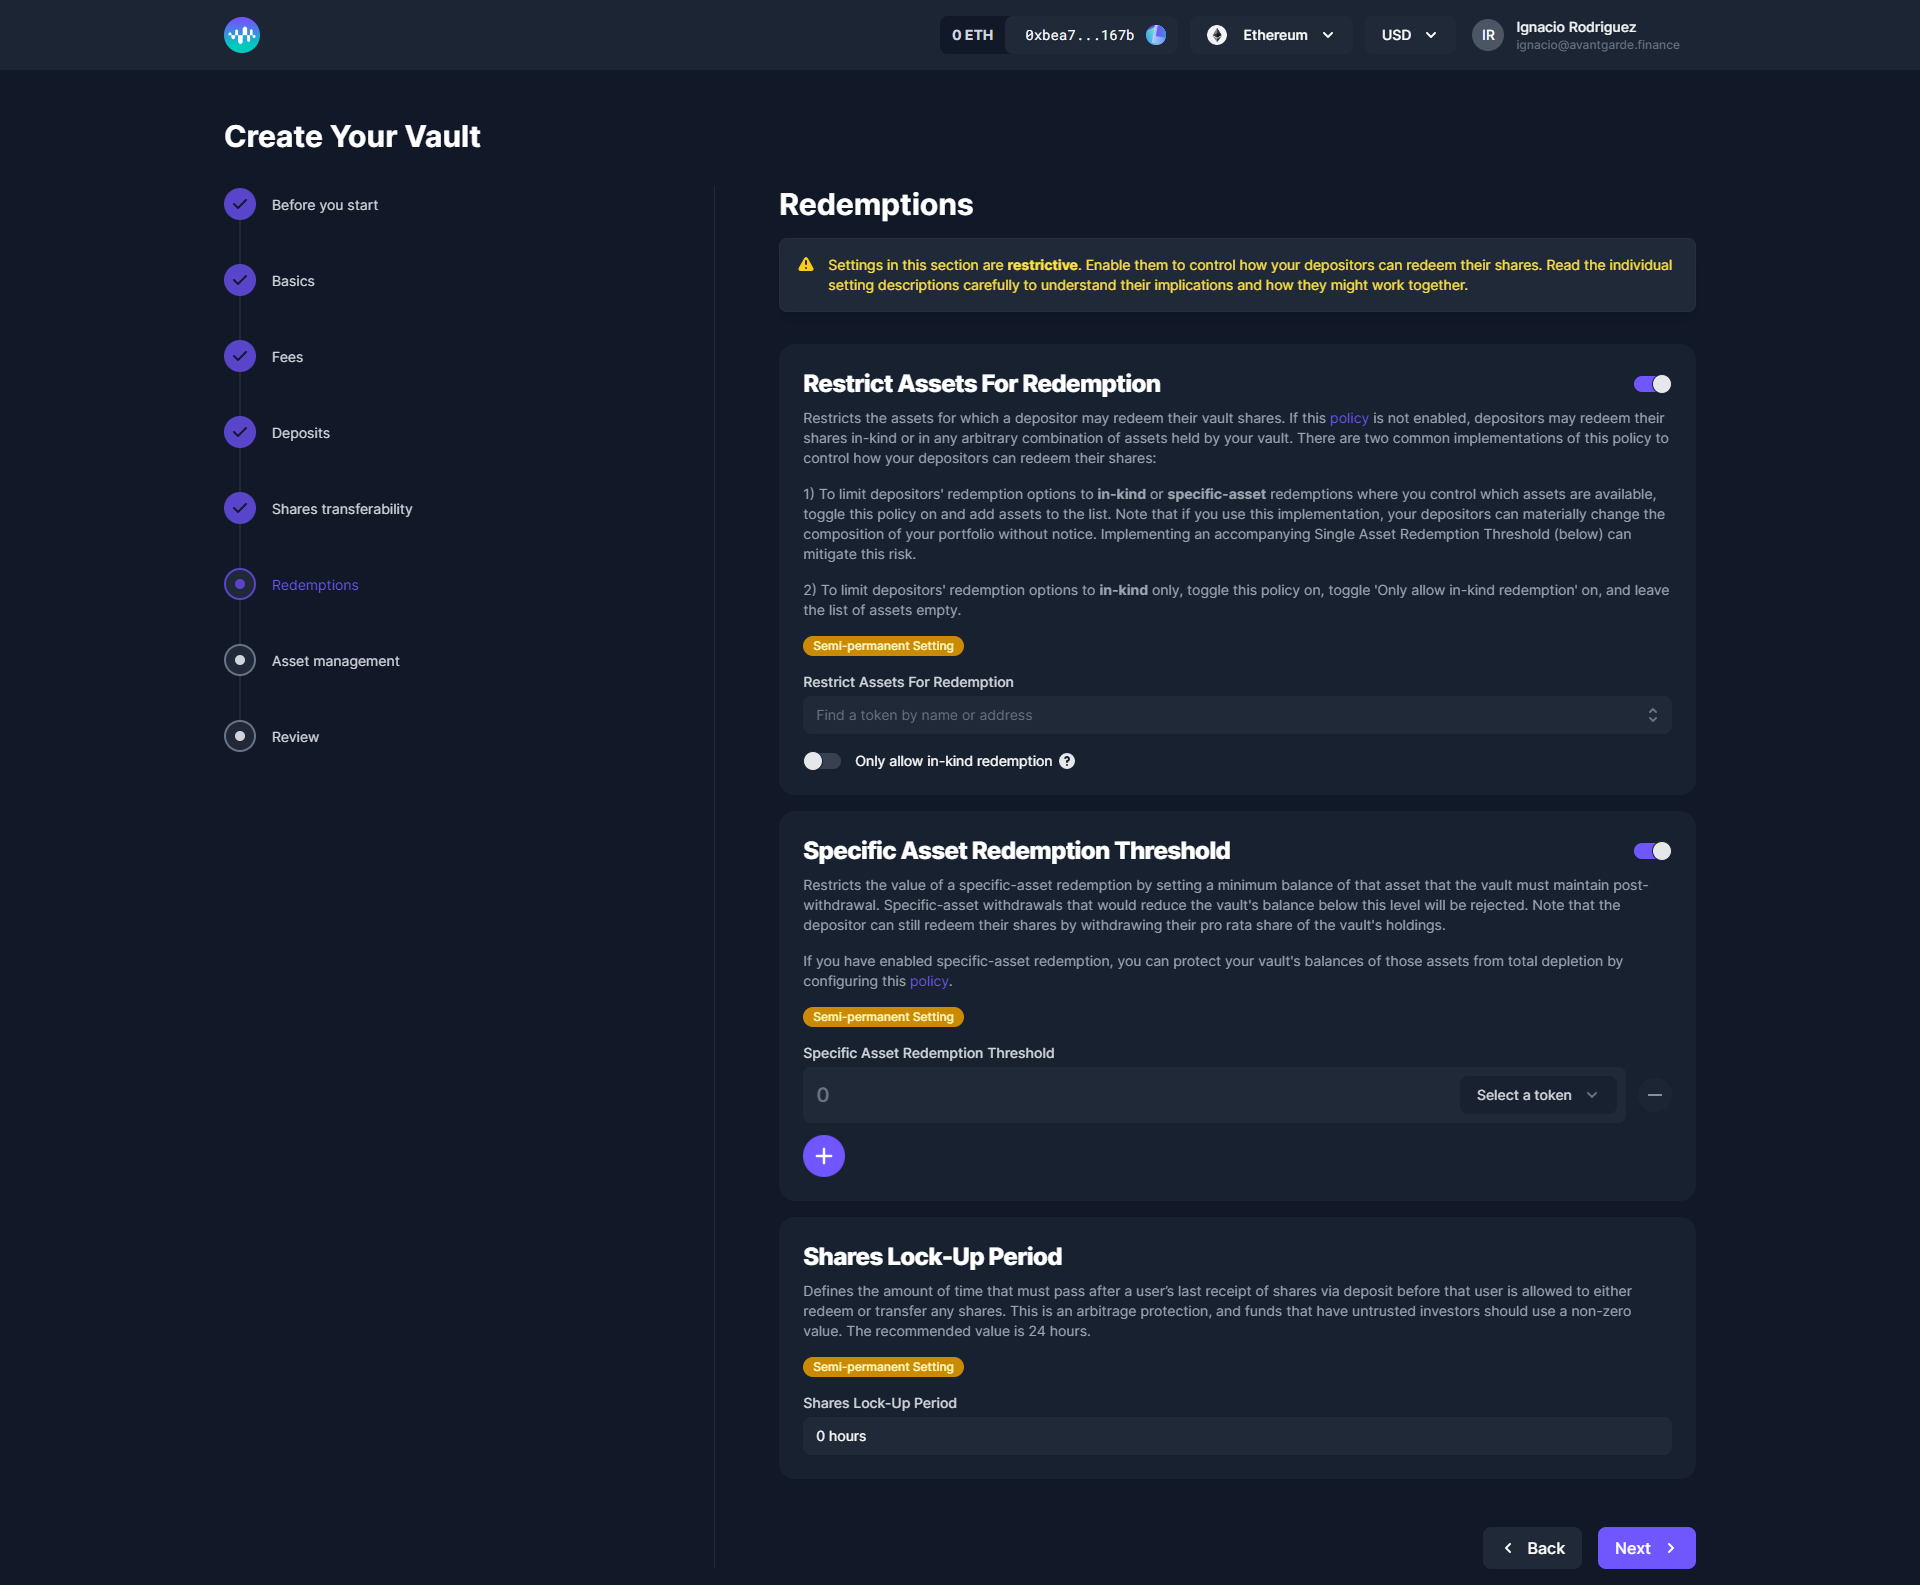 0 ETH
0xbea7...167b
Ethereum
USD
IR
Ignacio Rodriguez
ignacio@avantgarde.finance
Create Your Vault
Before you start
Basics
Fees
Deposits
Shares transferability
Redemptions
Asset management
Review
Redemptions
Settings in this section are restrictive. Enable them to control how your depositors can redeem their shares. Read the individual
setting descriptions carefully to understand their implications and how they might work together.
Restrict Assets For Redemption
Restricts the assets for which a depositor may redeem their vault shares. If this policy is not enabled, depositors may redeem their
shares in-kind or in any arbitrary combination of assets held by your vault. There are two common implementations of this policy to
control how your depositors can redeem their shares:
1) To limit depositors' redemption options to in-kind or specific-asset redemptions where you control which assets are available,
toggle this policy on and add assets to the list. Note that if you use this implementation, your depositors can materially change the
composition of your portfolio without notice. Implementing an accompanying Single Asset Redemption Threshold (below) can
mitigate this risk.
2) To limit depositors' redemption options to in-kind only, toggle this policy on, toggle 'Only allow in-kind redemption' on, and leave
the list of assets empty.
Semi-permanent Setting
Restrict Assets For Redemption
Find a token by name or address
Only allow in-kind redemption ?
Specific Asset Redemption Threshold
Restricts the value of a specific-asset redemption by setting a minimum balance of that asset that the vault must maintain post-
withdrawal. Specific-asset withdrawals that would reduce the vault's balance below this level will be rejected. Note that the
depositor can still redeem their shares by withdrawing their pro rata share of the vault's holdings.
If you have enabled specific-asset redemption, you can protect your vault's balances of those assets from total depletion by
configuring this policy.
Semi-permanent Setting
Specific Asset Redemption Threshold
0
Select a token
Shares Lock-Up Period
Defines the amount of time that must pass after a user's last receipt of shares via deposit before that user is allowed to either
redeem or transfer any shares. This is an arbitrage protection, and funds that have untrusted investors should use a non-zero
value. The recommended value is 24 hours.
Semi-permanent Setting
Shares Lock-Up Period
0 hours
Back
Next